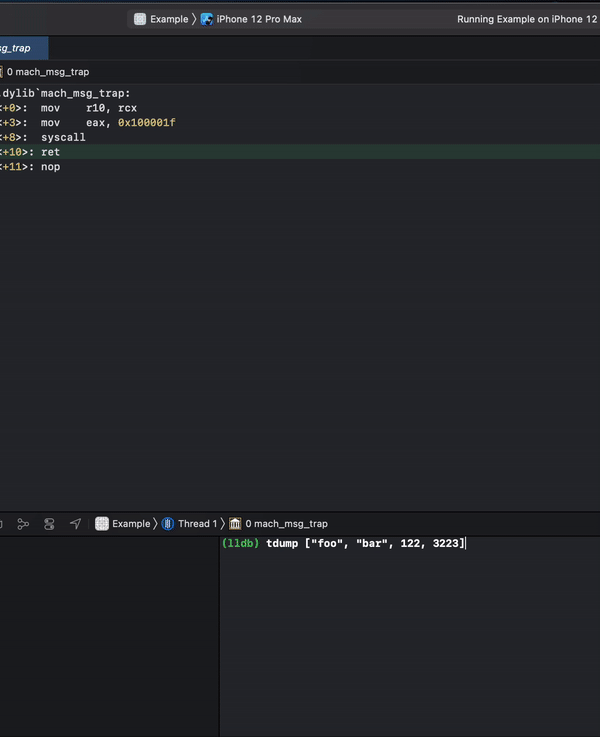 Example 〉 iPhone 12 Pro Max Running Example on iPhone 12
sg_trap
0 mach_msg_trap
.dylib`mach_msg_trap:
<+0>: mov r10, rcx
<+3>: mov eax, 0x100001f
<+8>: syscall
<+10>: ret
<+11>: nop
Example 〉 Thread 1 〉 0 mach_msg_trap
(lldb) tdump ["foo", "bar", 122, 3223]